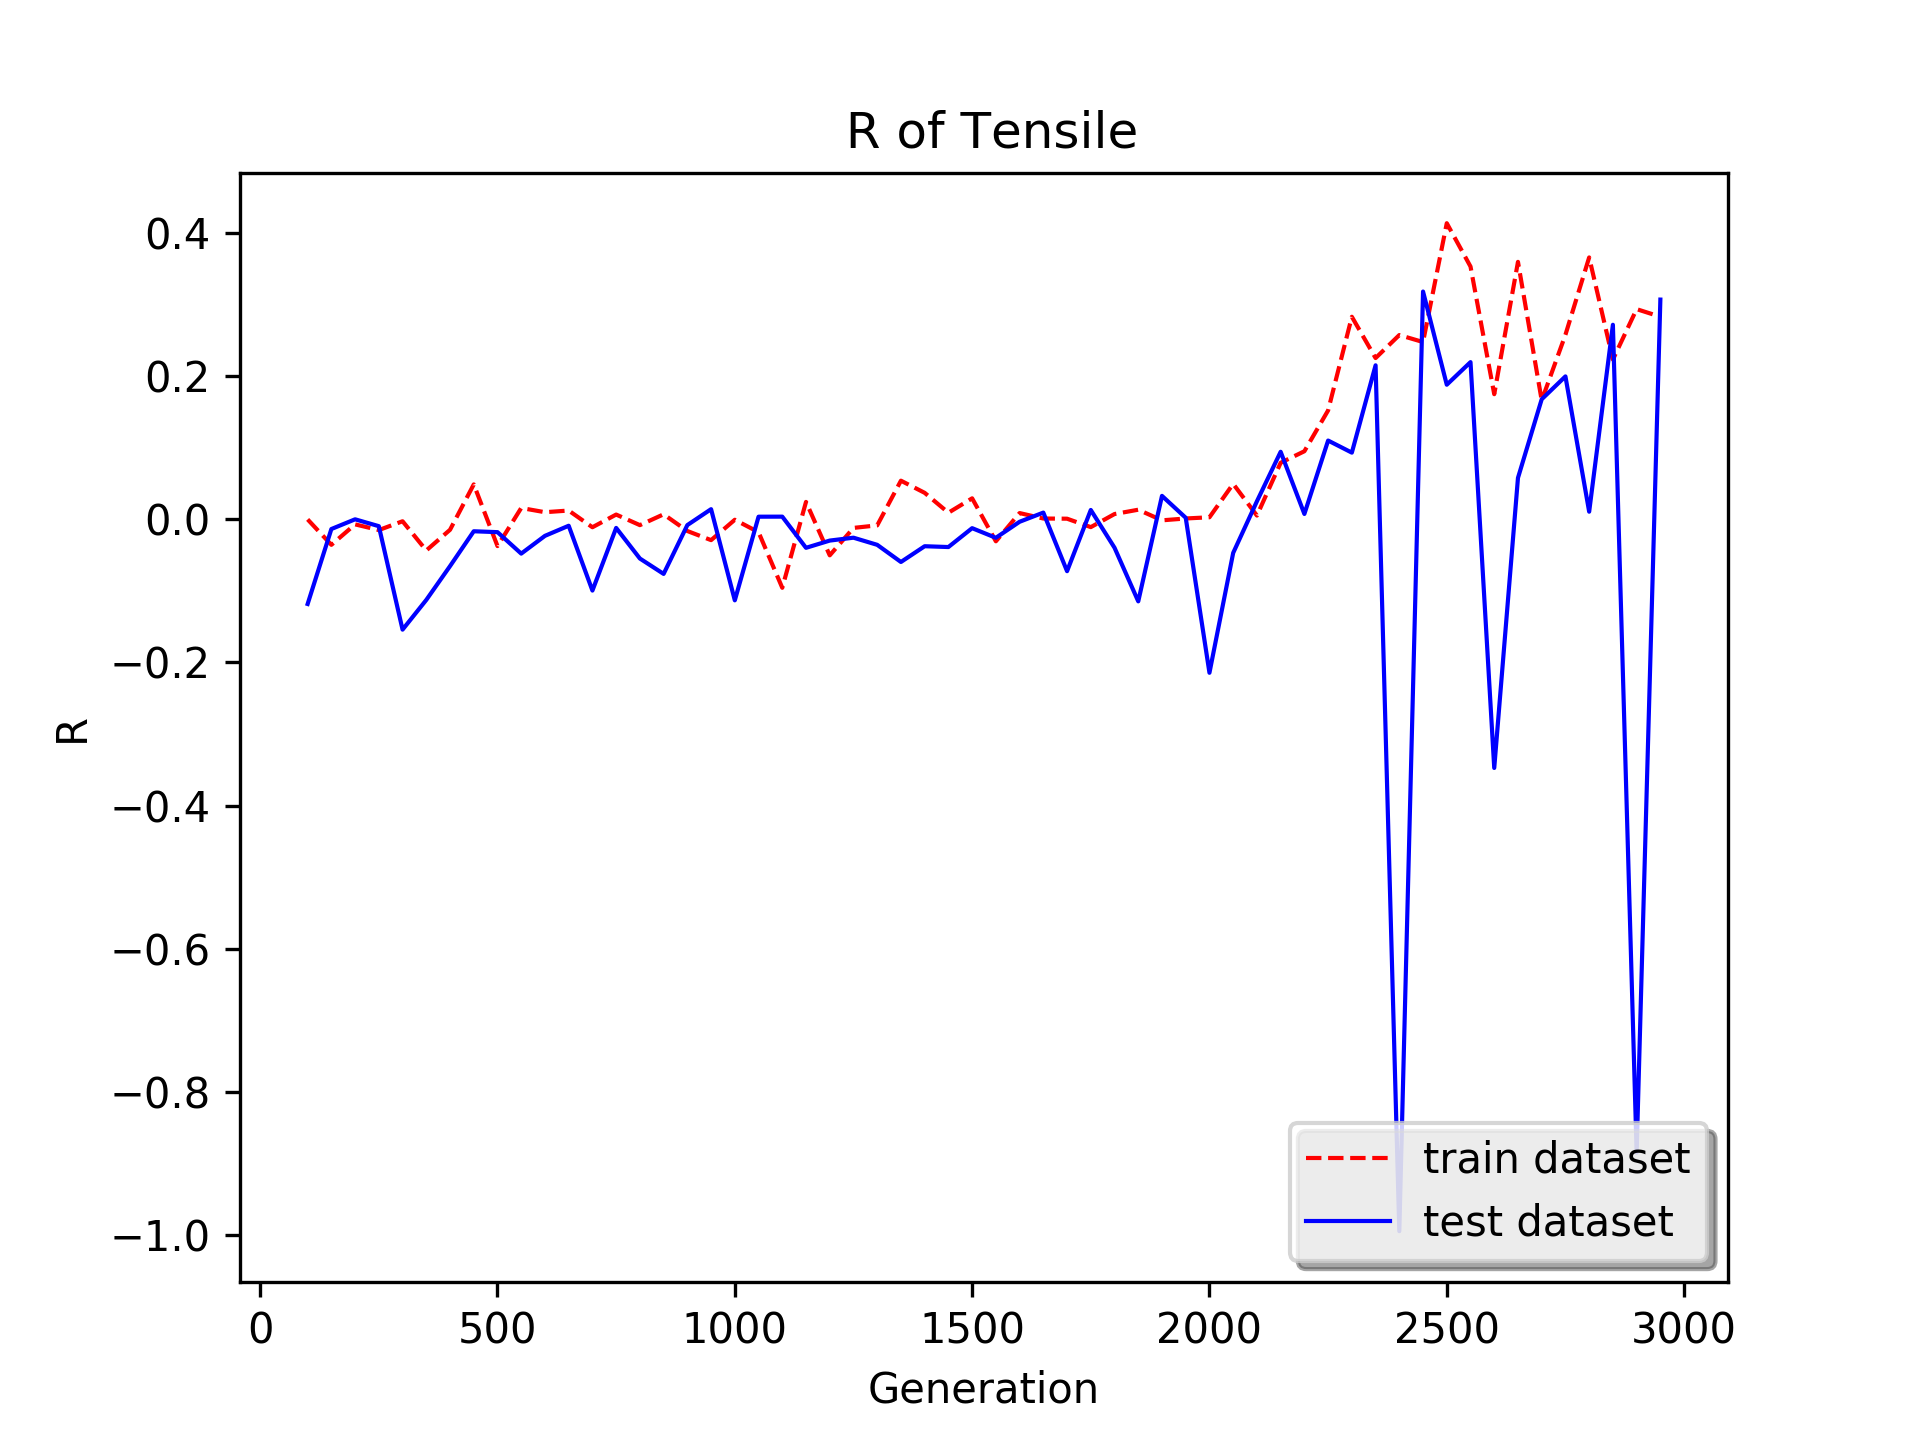 R of Tensile
0.4
0.2
0.0
−0.2
−0.4
−0.6
−0.8
−1.0
R
train dataset
test dataset
0 500 1000 1500 2000 2500 3000
Generation